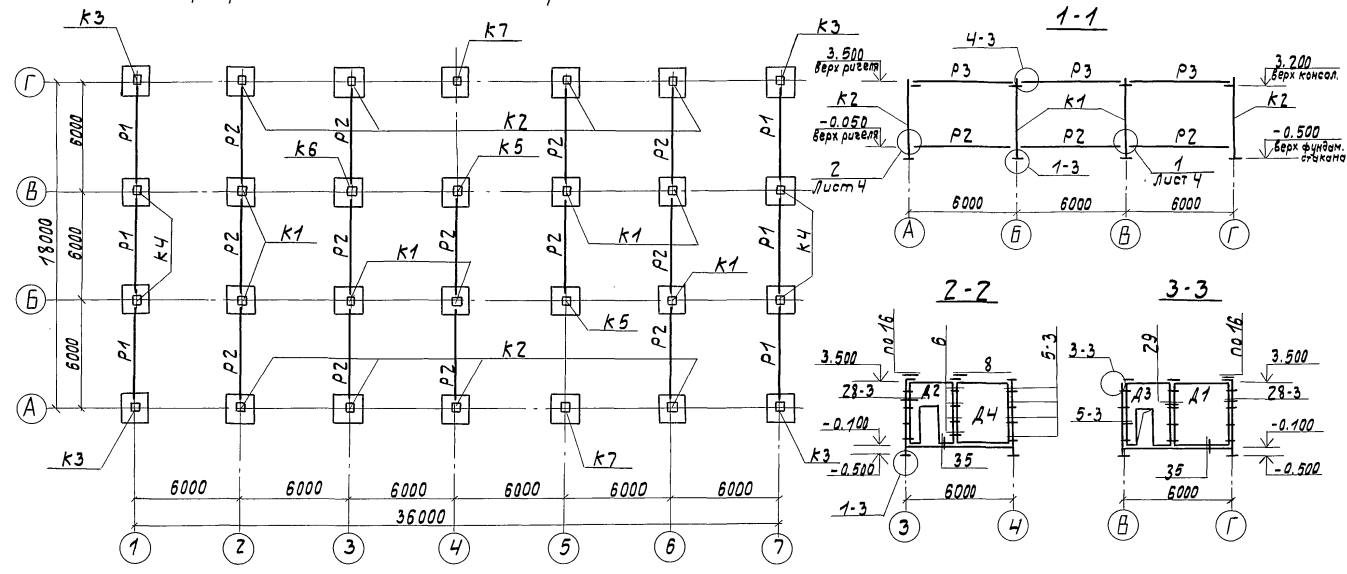 К3
К7
К3
Г
Р1
Р2
Р2
Р2
Р2
Р1
К2
К6
К5
6000
В
К4
Р1
Р2
К1
Р2
К1
Р2
Р2
К1
Р2
Р1
К4
К1
18000
6000
Б
К5
Р1
Р2
Р2
Р2
Р2
Р1
К2
6000
А
К3
К7
К3
6000
6000
6000
6000
6000
6000
36000
1
2
3
4
5
6
7
1-1
4-3
3.500
верх ригеля
Р3
Р3
Р3
3.200
верх консол.
К2
К1
К2
-0.050
верх ригеля
Р2
Р2
Р2
-0.500
верх фундам.
стакана
2
Лист 4
1-3
1
Лист 4
6000
6000
6000
А
Б
В
Г
2-2
по 16
6
8
5-3
3.500
28-3
Д2
Д4
-0.100
-0.500
35
1-3
6000
3
4
3-3
29
по 16
3-3
3.500
Д3
Д1
28-3
5-3
-0.100
-0.500
35
6000
В
Г